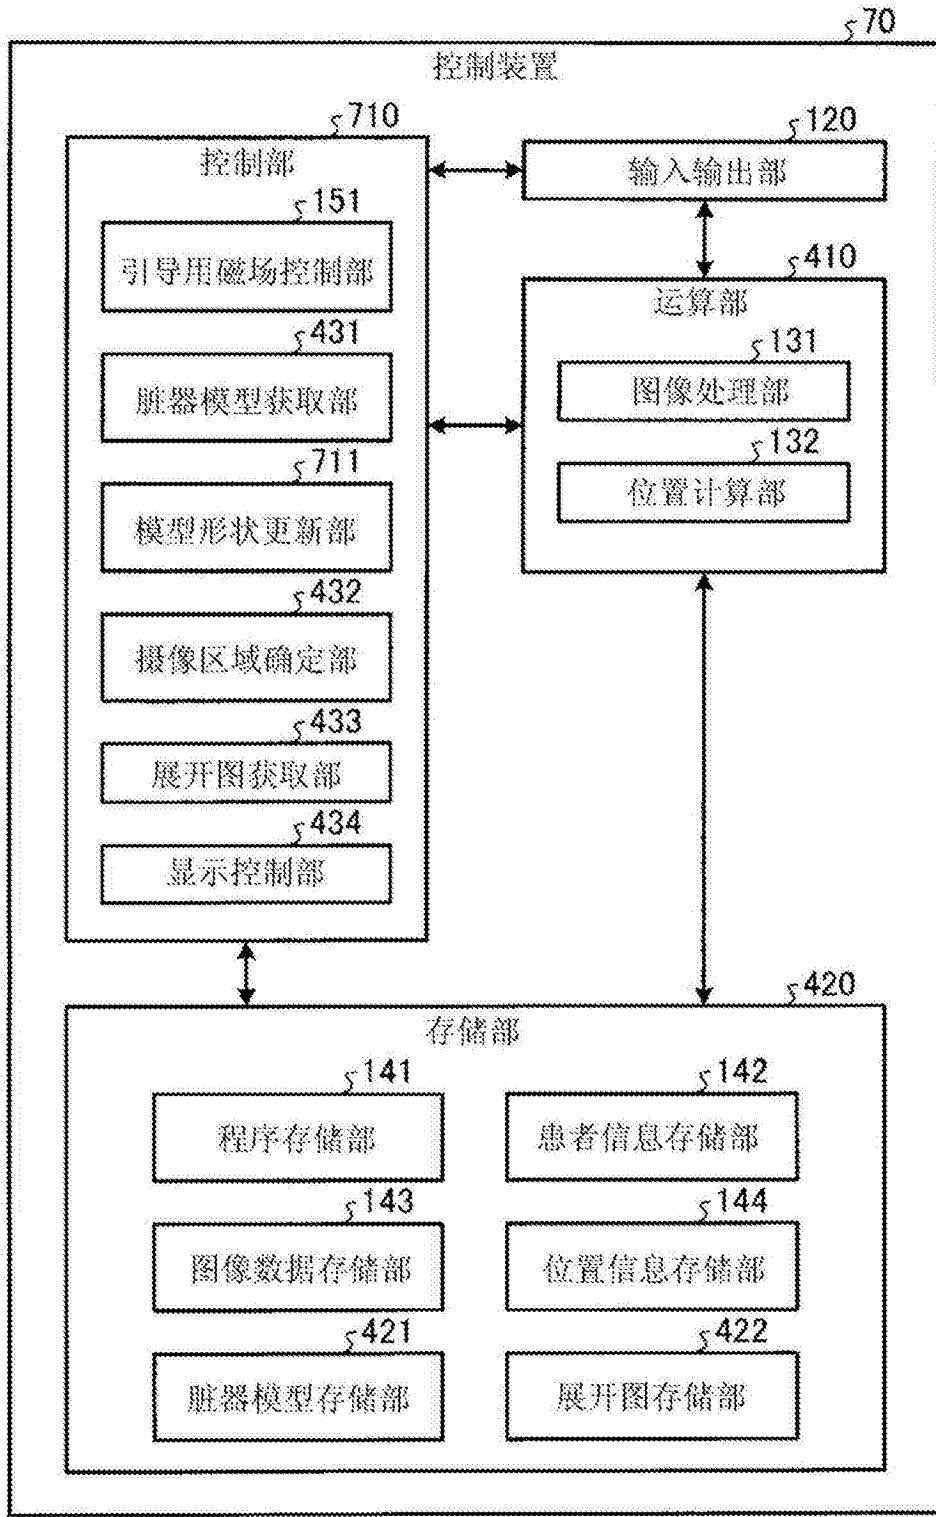 70
控制装置
710
控制部
151
引导用磁场控制部
431
脏器模型获取部
711
模型形状更新部
432
摄像区域确定部
433
展开图获取部
434
显示控制部
120
输入输出部
410
运算部
131
图像处理部
132
位置计算部
420
存储部
141
程序存储部
142
患者信息存储部
143
图像数据存储部
144
位置信息存储部
421
脏器模型存储部
422
展开图存储部